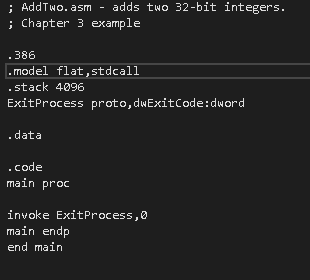 ; AddTwo.asm - adds two 32-bit integers.
; Chapter 3 example
.386
.model flat,stdcall
.stack 4096
ExitProcess proto,dwExitCode:dword
.data
.code
main proc
invoke ExitProcess,0
main endp
end main